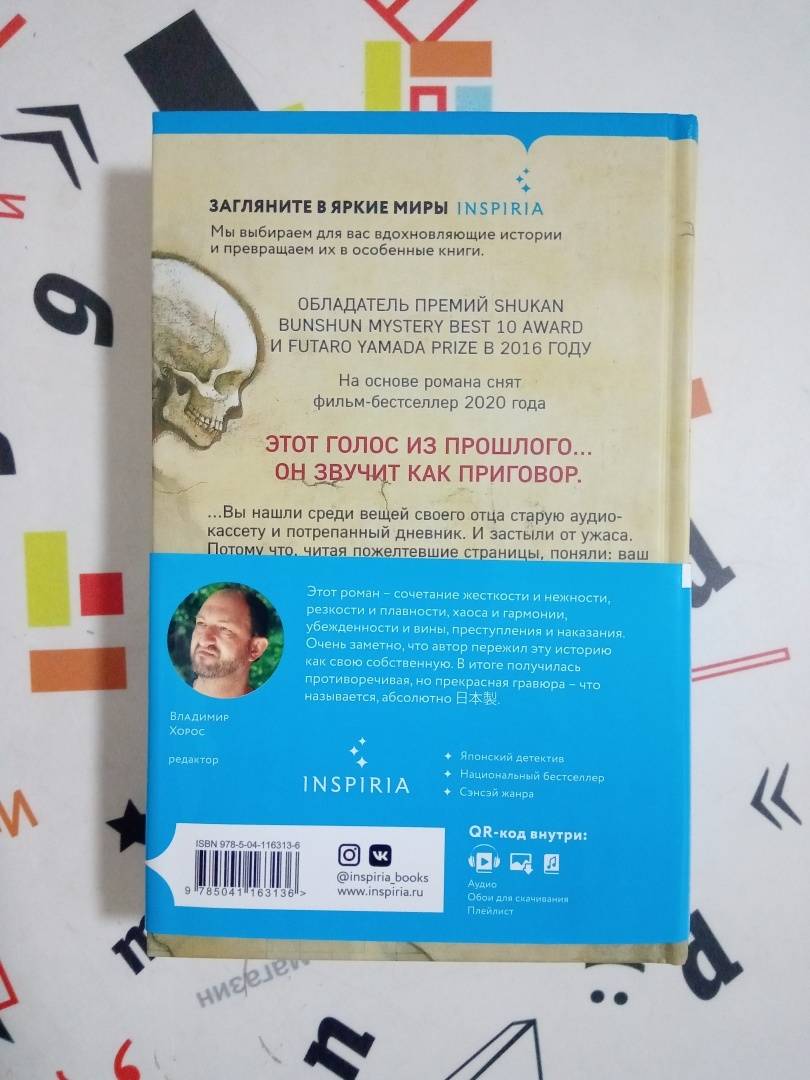 ЗАГЛЯНИТЕ В ЯРКИЕ МИРЫ INSPIRIA
Мы выбираем для вас вдохновляющие истории
и превращаем их в особенные книги.
ОБЛАДАТЕЛЬ ПРЕМИЙ SHUKAN
BUNSHUN MYSTERY BEST 10 AWARD
И FUTARO YAMADA PRIZE В 2016 ГОДУ
На основе романа снят
фильм-бестселлер 2020 года
ЭТОТ ГОЛОС ИЗ ПРОШЛОГО...
ОН ЗВУЧИТ КАК ПРИГОВОР.
...Вы нашли среди вещей своего отца старую аудио-
кассету и потрепанный дневник. И застыли от ужаса.
Потому что, читая пожелтевшие страницы, поняли: ваш
Этот роман – сочетание жесткости и нежности,
резкости и плавности, хаоса и гармонии,
убежденности и вины, преступления и наказания.
Очень заметно, что автор пережил эту историю
как свою собственную. В итоге получилась
противоречивая, но прекрасная гравюра – что
называется, абсолютно 日本製.
Владимир
Хорос
редактор
INSPIRIA
Японский детектив
Национальный бестселлер
Сэнсэй жанра
ISBN 978-5-04-116313-6
9 785041 163136 >
@inspiria_books
www.inspiria.ru
QR-код внутри:
Аудио
Обои для скачивания
Плейлист
магазин